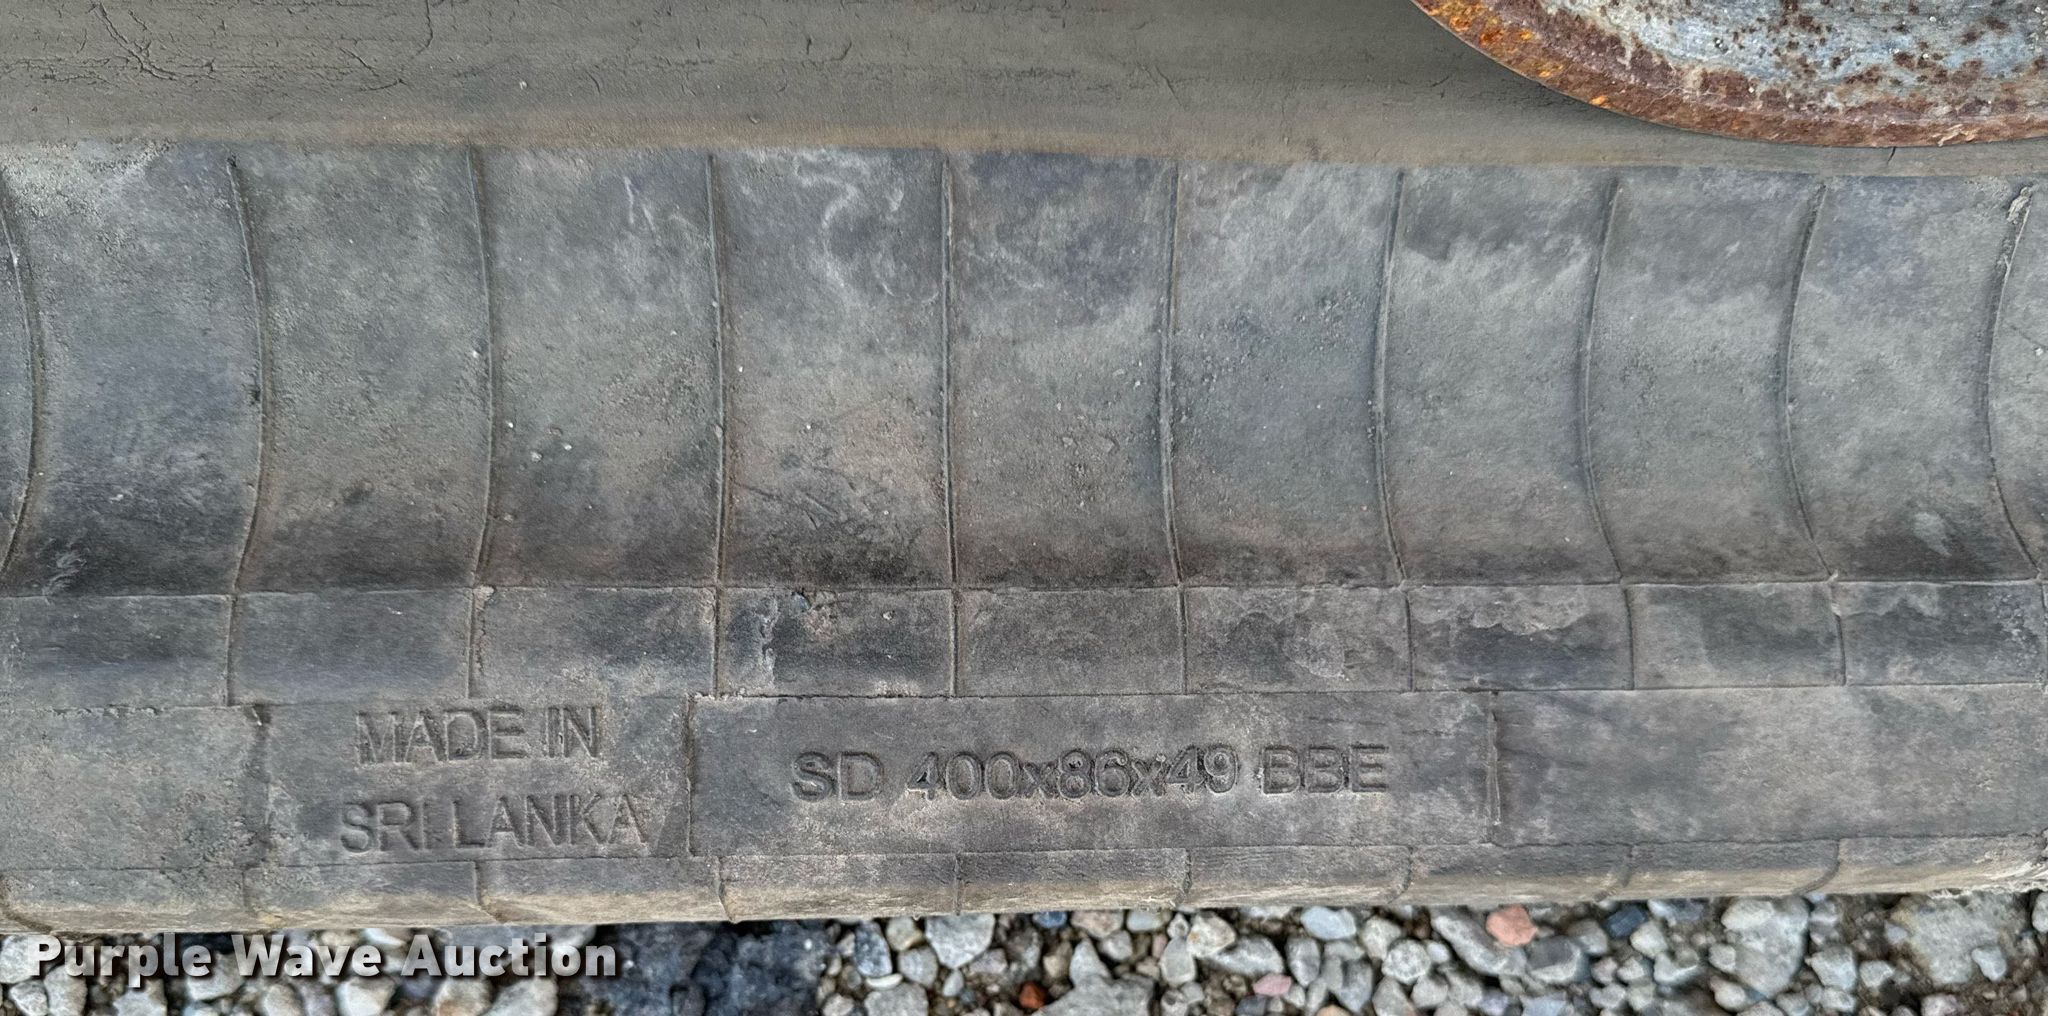 MADE IN
SRI LANKA
SD 400x86x49 BBE
Purple Wave Auction